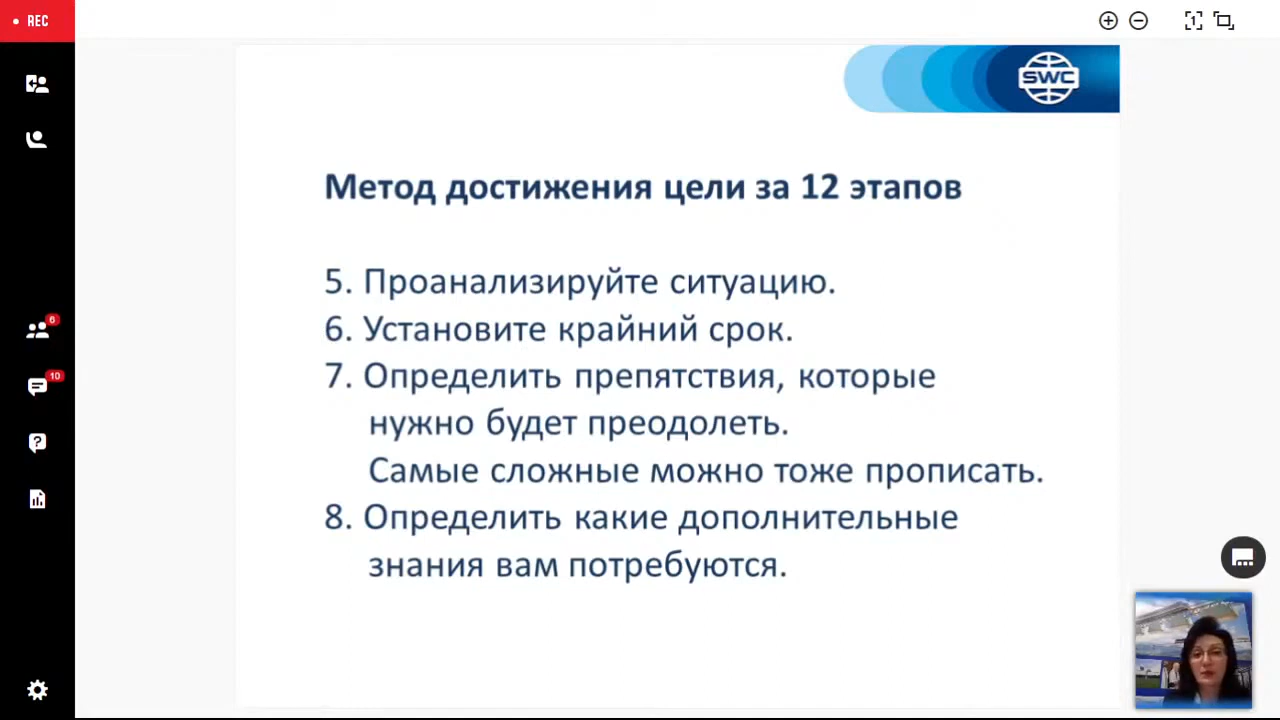 REC
1
SWC
Метод достижения цели за 12 этапов
5. Проанализируйте ситуацию.
6. Установите крайний срок.
7. Определить препятствия, которые
нужно будет преодолеть.
Самые сложные можно тоже прописать.
8. Определить какие дополнительные
знания вам потребуются.
6
10
?